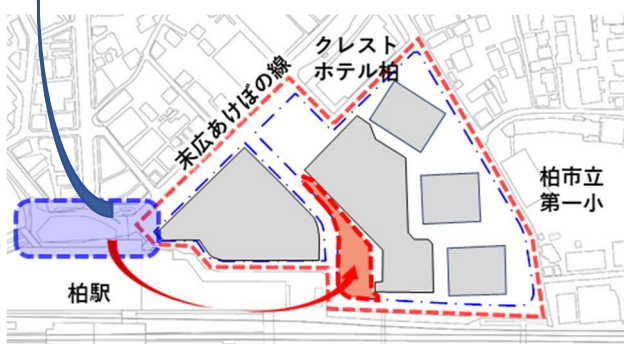 クレスト
ホテル柏
末広あけぼの線
柏市立
第一小
柏駅